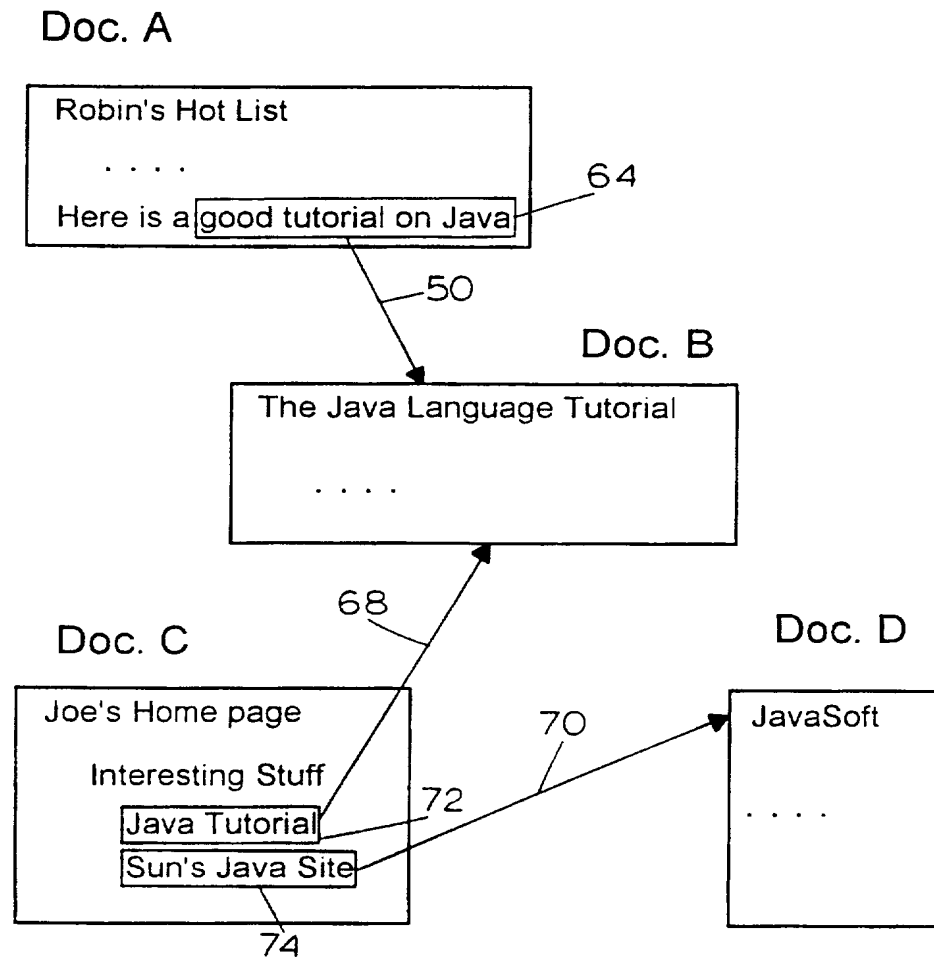 Doc. A
Robin's Hot List
. . . .
64
Here is a good tutorial on Java
50
Doc. B
The Java Language Tutorial
. . . .
68
Doc. C
Doc. D
Joe's Home page
70
JavaSoft
Interesting Stuff
72
Java Tutorial
. . . .
Sun's Java Site
74